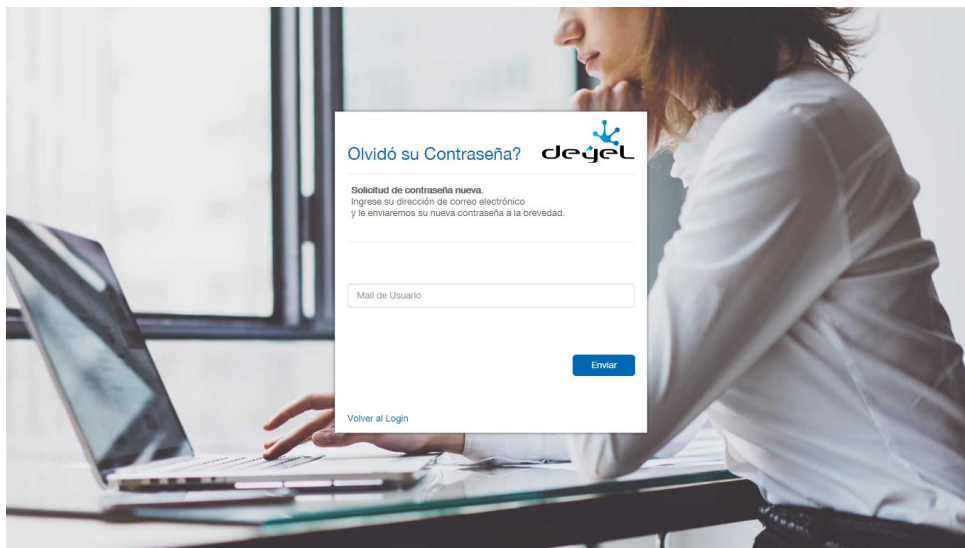 Olvidó su Contraseña?
deyel
Solicitud de contraseña nueva.
Ingrese su dirección de correo electrónico
y le enviaremos su nueva contraseña a la brevedad.
Mail de Usuario
Enviar
Volver al Login